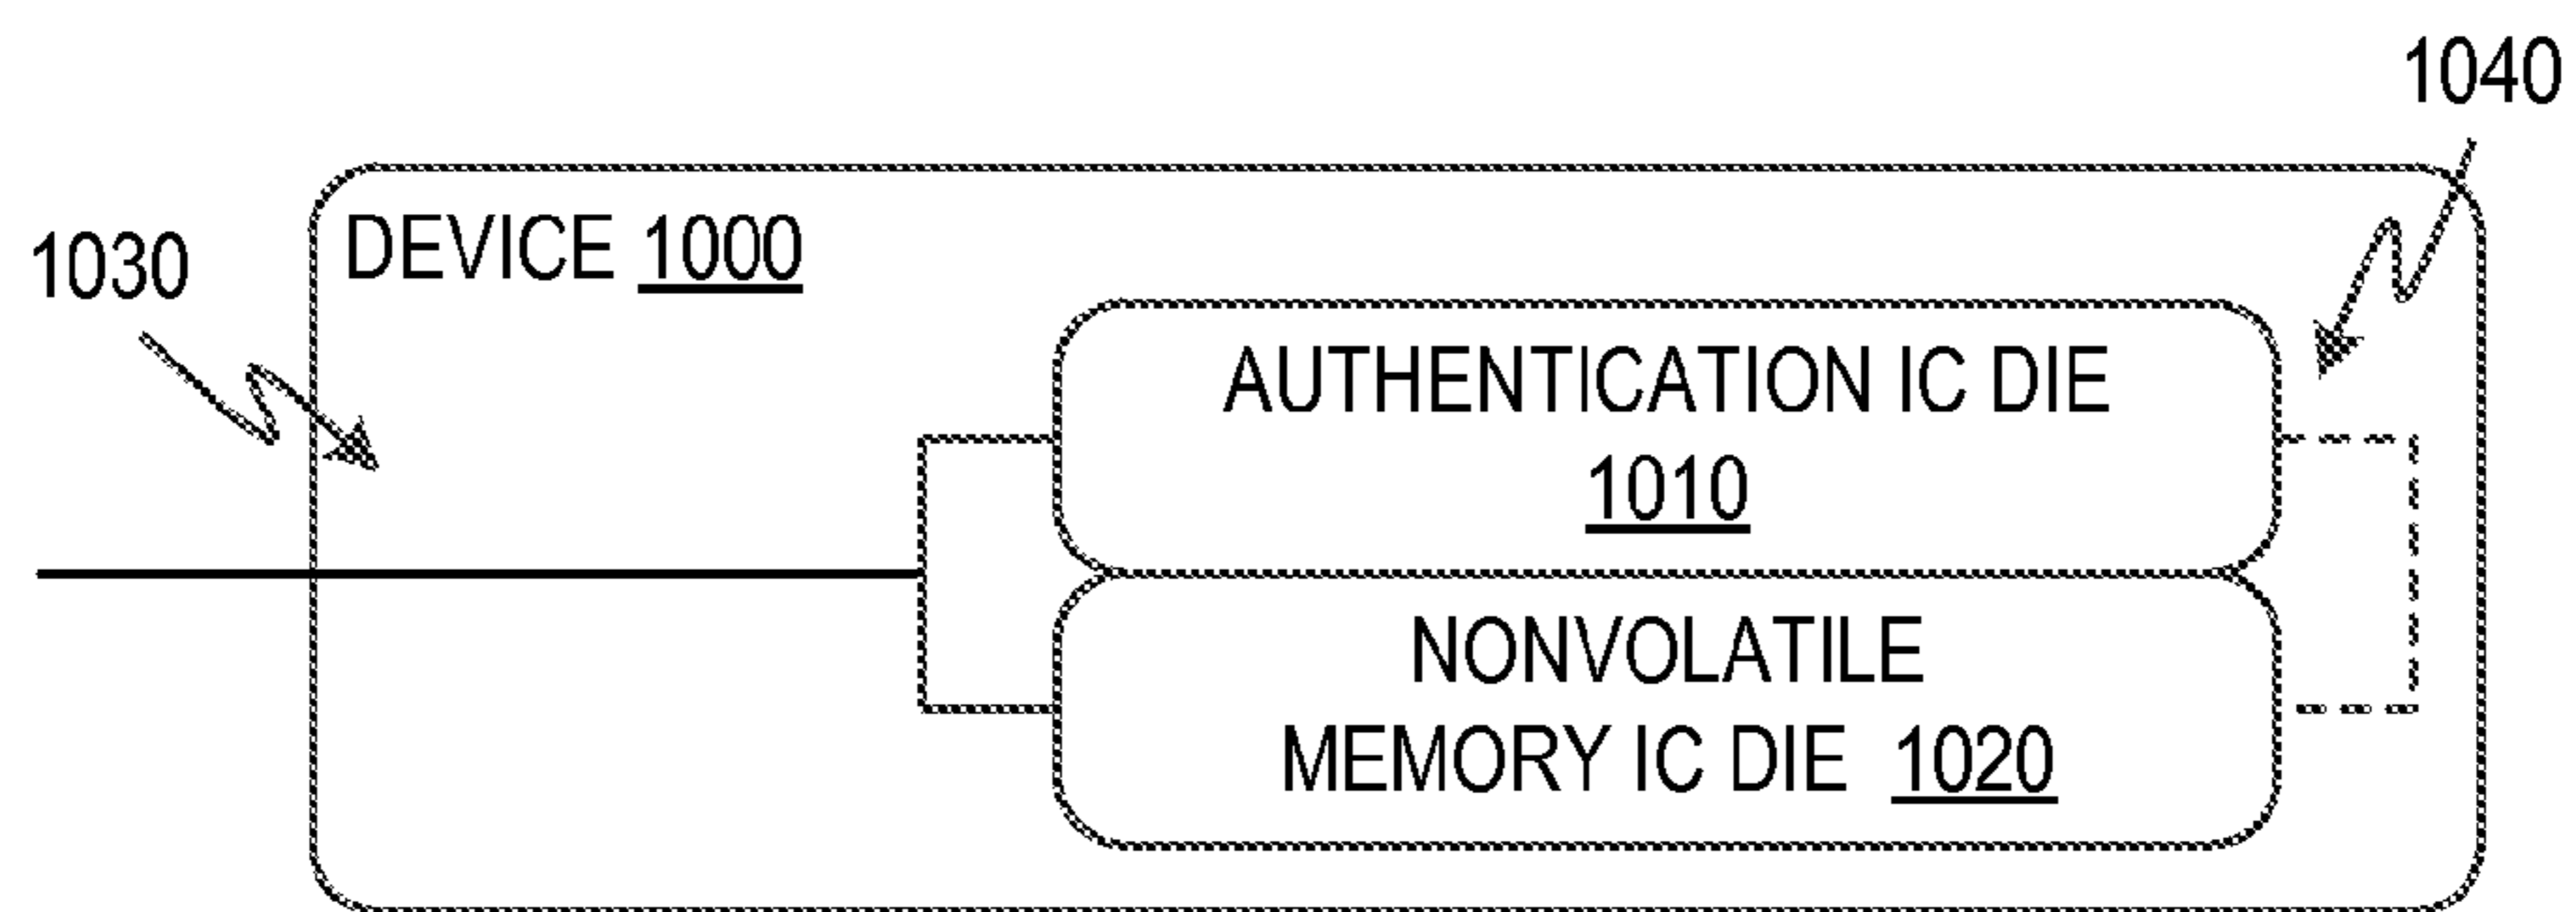 1040
DEVICE 1000
1030
AUTHENTICATION IC DIE
1010
NONVOLATILE
MEMORY IC DIE 1020